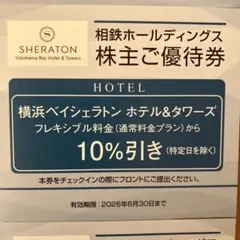 SHERATON
Yokohama Bay Hotel & Towers
相鉄ホールディングス
株主ご優待券
HOTEL
横浜ベイシェラトン ホテル&タワーズ
フレキシブル料金(通常料金プラン)から
10%引き(特定日を除く)
本券をチェックインの際にフロントにご提出ください。
有効期限:2026年6月30日まで